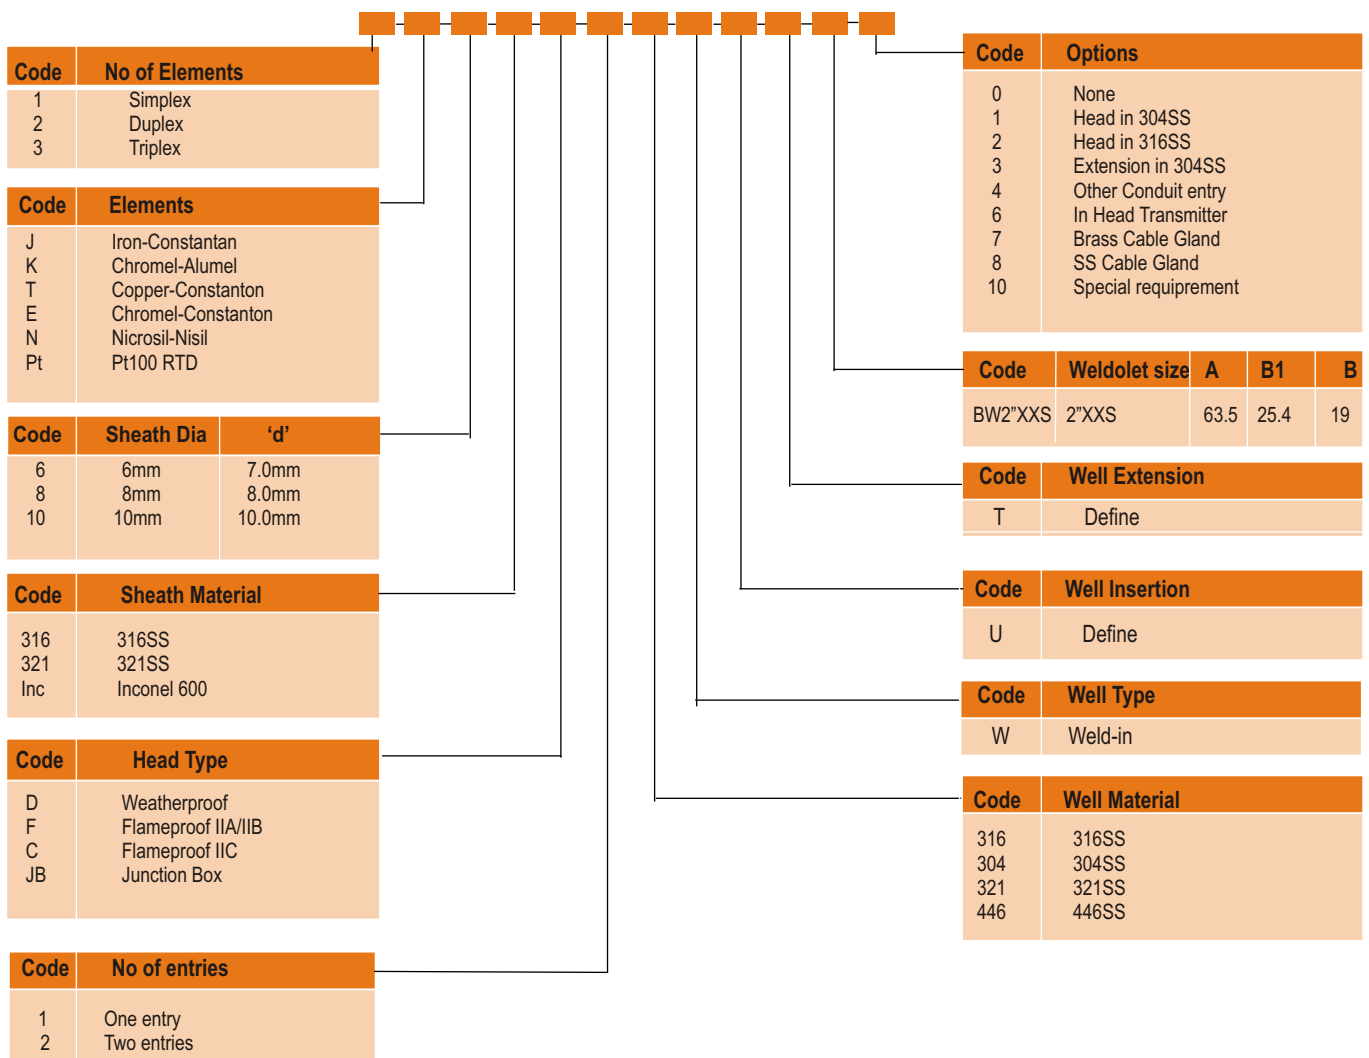 Code No of Elements
1 Simplex
2 Duplex
3 Triplex
Code Elements
J Iron-Constantan
K Chromel-Alumel
T Copper-Constanton
E Chromel-Constanton
N Nicrosil-Nisil
Pt Pt100 RTD
Code Sheath Dia ‘d’
6 6mm 7.0mm
8 8mm 8.0mm
10 10mm 10.0mm
Code Sheath Material
316 316SS
321 321SS
Inc Inconel 600
Code Head Type
D Weatherproof
F Flameproof IIA/IIB
C Flameproof IIC
JB Junction Box
Code No of entries
1 One entry
2 Two entries
Code Options
0 None
1 Head in 304SS
2 Head in 316SS
3 Extension in 304SS
4 Other Conduit entry
6 In Head Transmitter
7 Brass Cable Gland
8 SS Cable Gland
10 Special requiprement
Code Weldolet size A B1 B
BW2”XXS 2”XXS 63.5 25.4 19
Code Well Extension
T Define
Code Well Insertion
U Define
Code Well Type
W Weld-in
Code Well Material
316 316SS
304 304SS
321 321SS
446 446SS